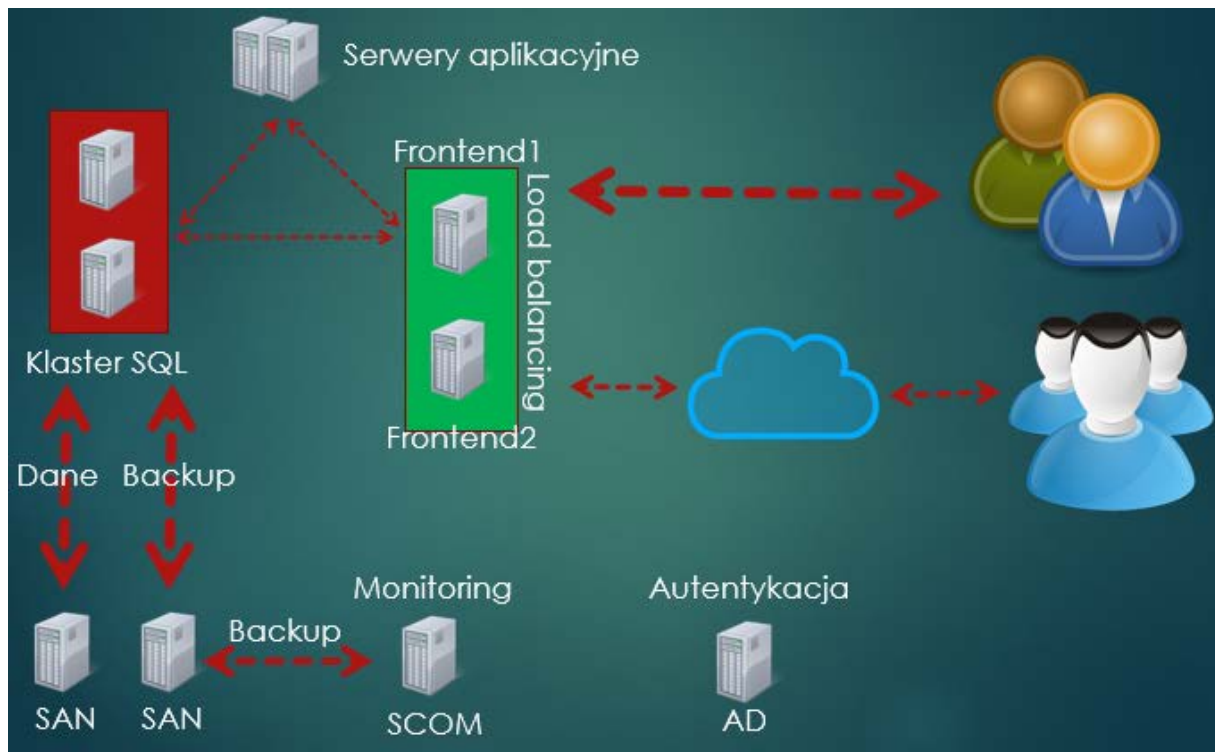 Serwery aplikacyjne
Frontend1
Load balancing
Frontend2
Klaster SQL
Dane
Backup
Monitoring
Autentykacja
Backup
SAN
SAN
SCOM
AD